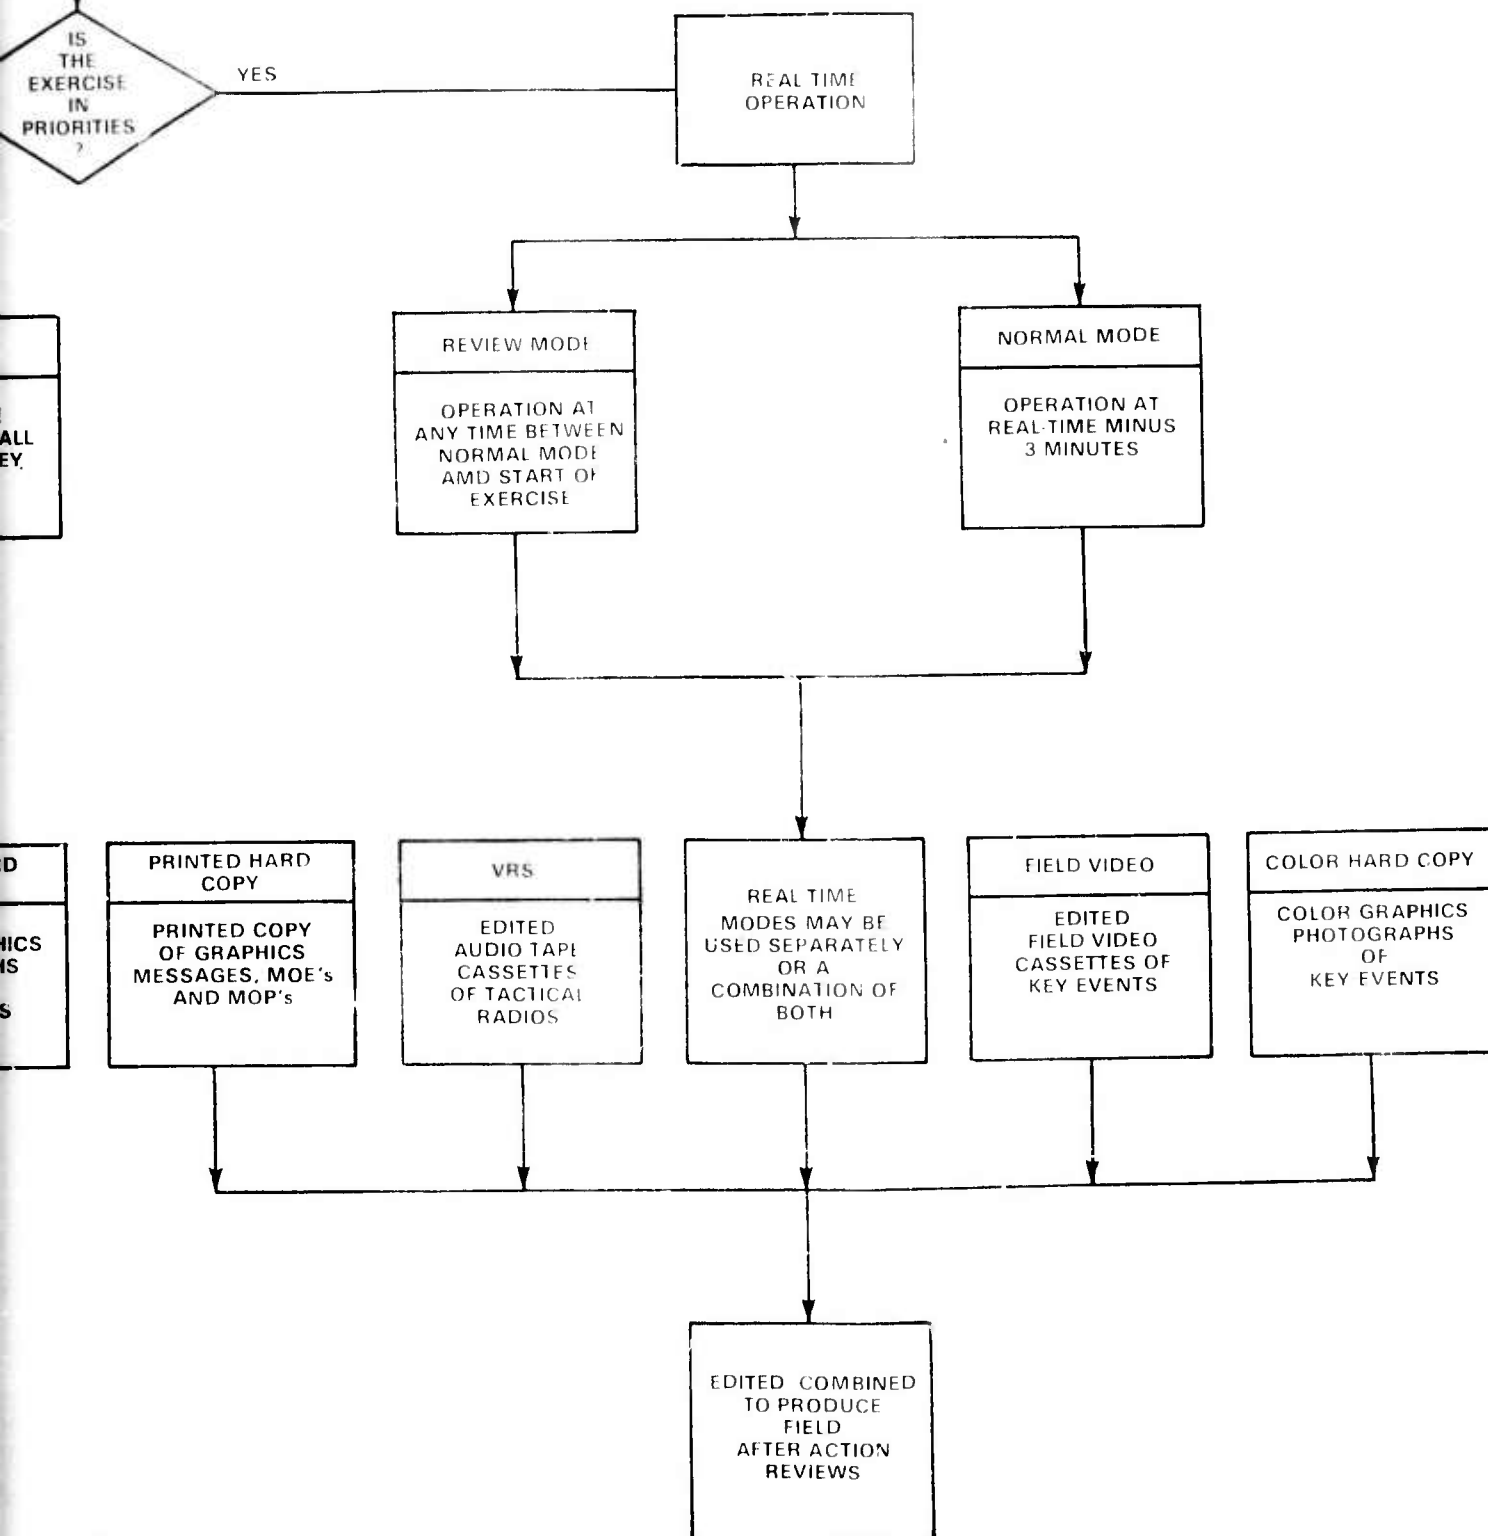 IS
THE
EXERCISE
IN
PRIORITIES
?
YES
REAL TIME
OPERATION
REVIEW MODE
OPERATION AT
ANY TIME BETWEEN
NORMAL MODE
AMD START OF
EXERCISE
NORMAL MODE
OPERATION AT
REAL-TIME MINUS
3 MINUTES
ALL
EY
RD
HICS
HS
S
PRINTED HARD
COPY
PRINTED COPY
OF GRAPHICS
MESSAGES, MOE's
AND MOP's
VRS
EDITED
AUDIO TAPE
CASSETTES
OF TACTICAL
RADIOS
REAL TIME
MODES MAY BE
USED SEPARATELY
OR A
COMBINATION OF
BOTH
FIELD VIDEO
EDITED
FIELD VIDEO
CASSETTES OF
KEY EVENTS
COLOR HARD COPY
COLOR GRAPHICS
PHOTOGRAPHS
OF
KEY EVENTS
EDITED COMBINED
TO PRODUCE
FIELD
AFTER ACTION
REVIEWS